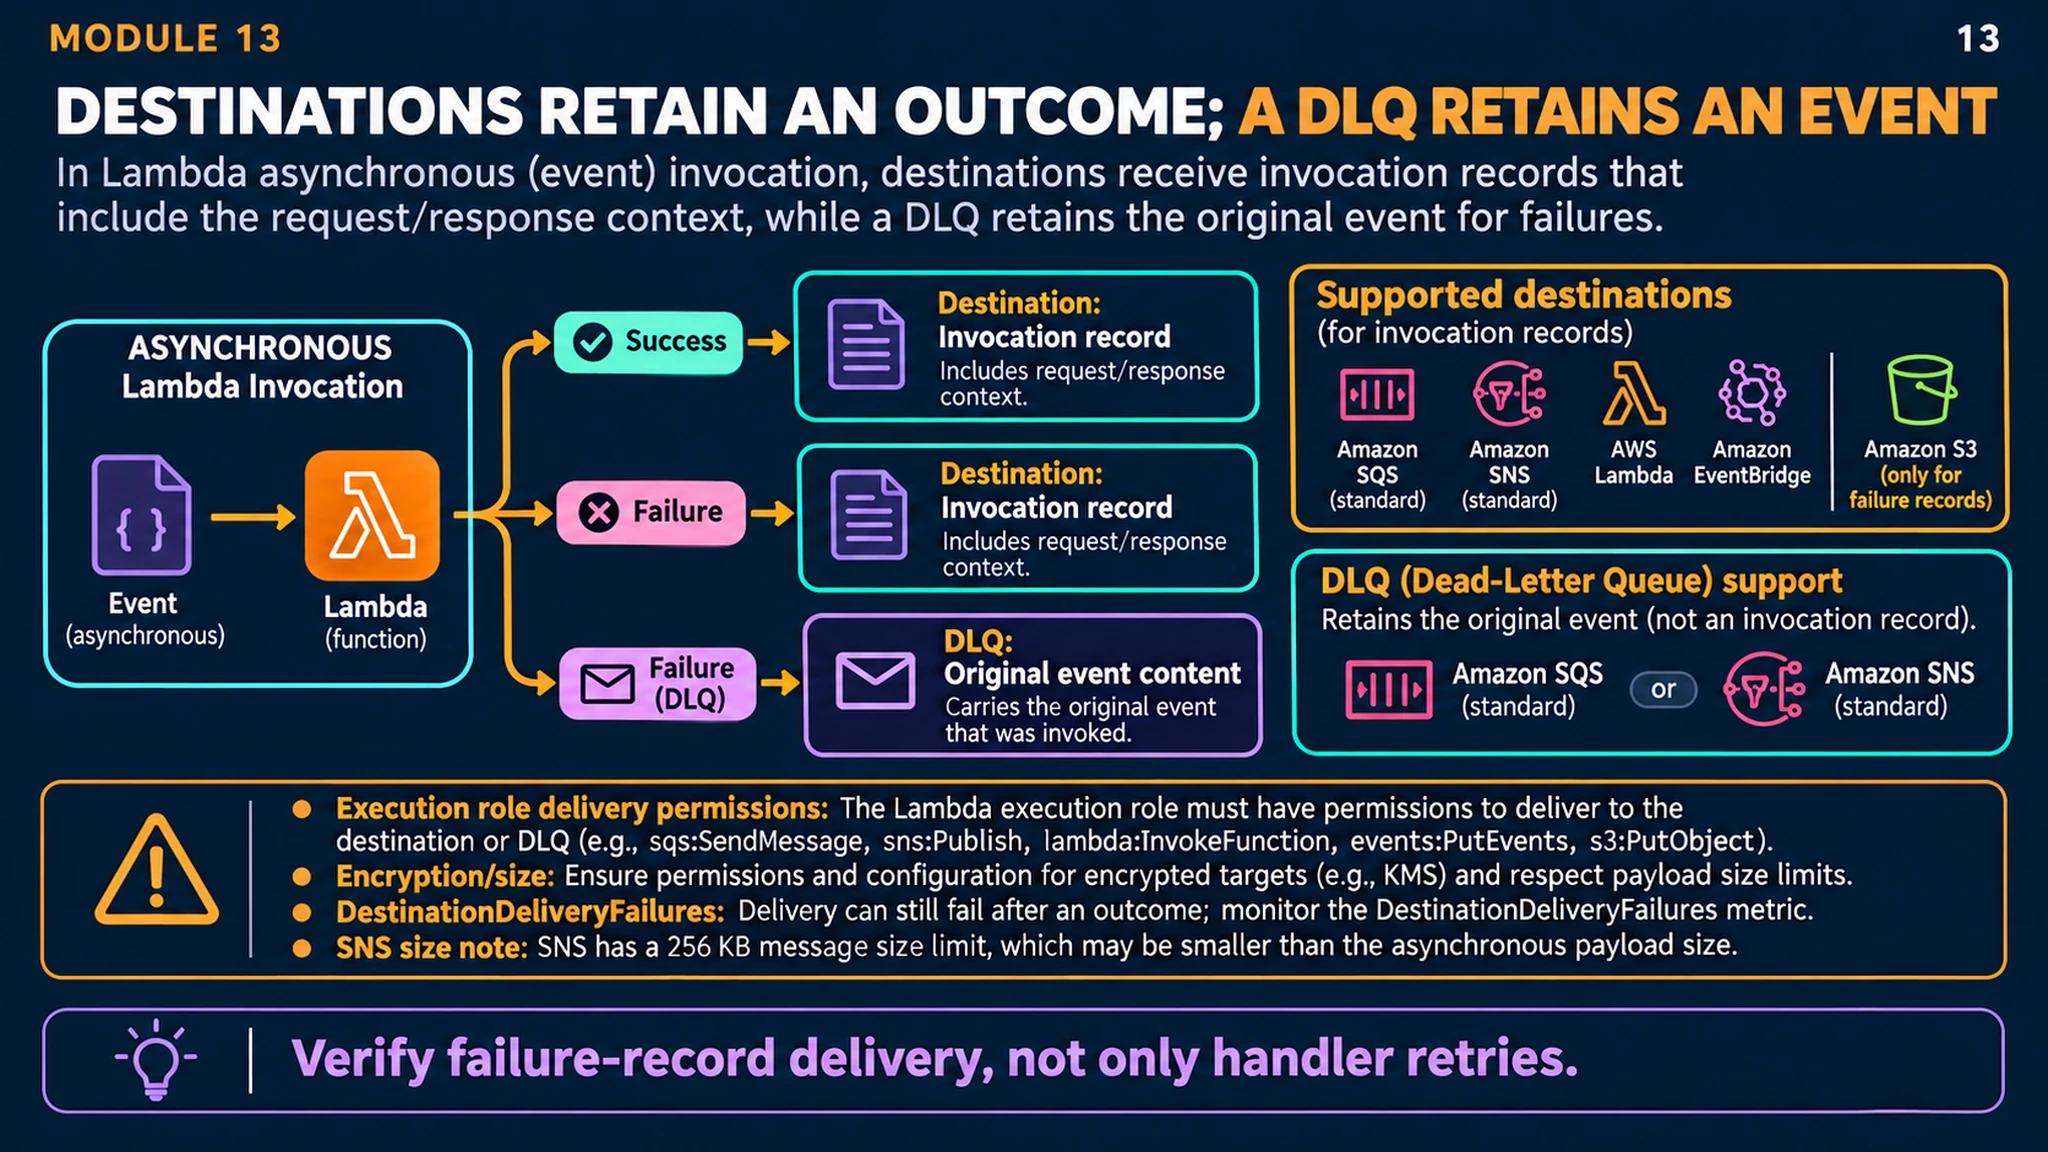 MODULE 13
13
DESTINATIONS RETAIN AN OUTCOME; A DLQ RETAINS AN EVENT
In Lambda asynchronous (event) invocation, destinations receive invocation records that
include the request/response context, while a DLQ retains the original event for failures.
ASYNCHRONOUS
Lambda Invocation
{ }
Event
(asynchronous)
Lambda
(function)
Success
Failure
Failure
(DLQ)
Destination:
Invocation record
Includes request/response
context.
Destination:
Invocation record
Includes request/response
context.
DLQ:
Original event content
Carries the original event
that was invoked.
Supported destinations
(for invocation records)
Amazon
SQS
(standard)
Amazon
SNS
(standard)
AWS
Lambda
Amazon
EventBridge
Amazon S3
(only for
failure records)
DLQ (Dead-Letter Queue) support
Retains the original event (not an invocation record).
Amazon SQS
(standard)
or
Amazon SNS
(standard)
Execution role delivery permissions: The Lambda execution role must have permissions to deliver to the
destination or DLQ (e.g., sqs:SendMessage, sns:Publish, lambda:InvokeFunction, events:PutEvents, s3:PutObject).
Encryption/size: Ensure permissions and configuration for encrypted targets (e.g., KMS) and respect payload size limits.
DestinationDeliveryFailures: Delivery can still fail after an outcome; monitor the DestinationDeliveryFailures metric.
SNS size note: SNS has a 256 KB message size limit, which may be smaller than the asynchronous payload size.
Verify failure-record delivery, not only handler retries.